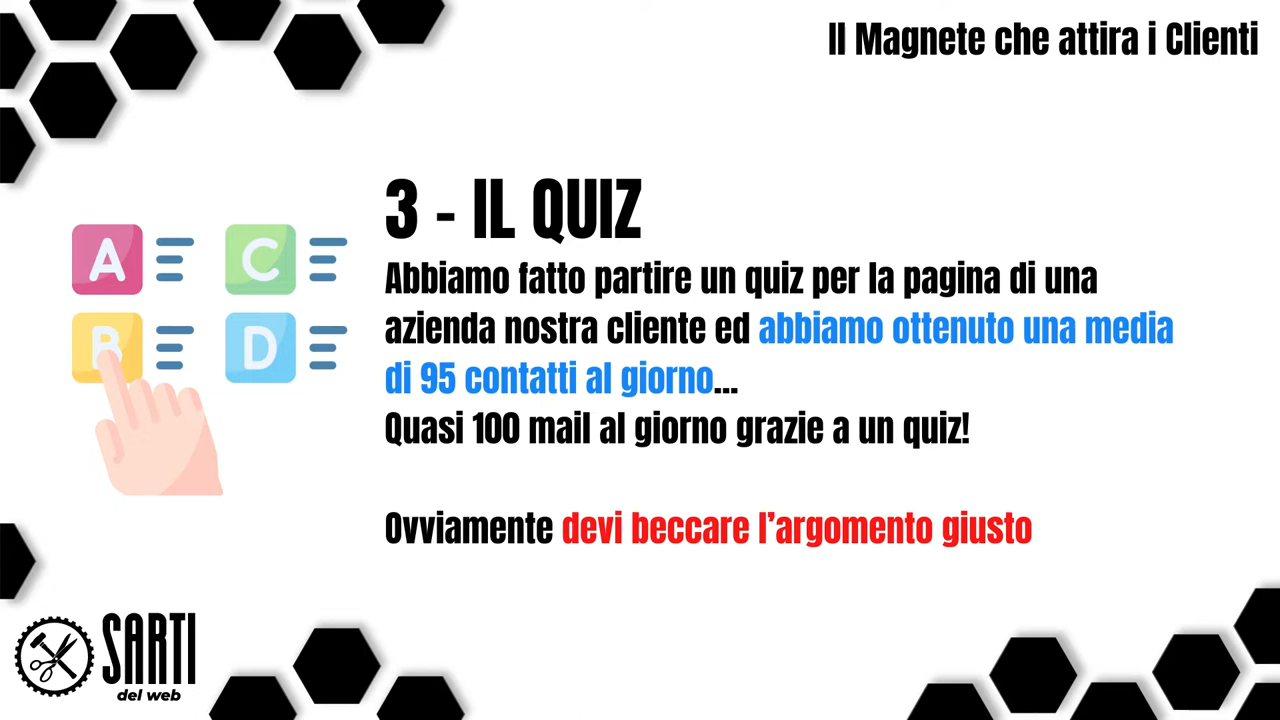 Il Magnete che attira i Clienti
3 - IL QUIZ
Abbiamo fatto partire un quiz per la pagina di una
azienda nostra cliente ed abbiamo ottenuto una media
di 95 contatti al giorno...
Quasi 100 mail al giorno grazie a un quiz!
Ovviamente devi beccare l'argomento giusto
A
C
B
D
SARTI
del web